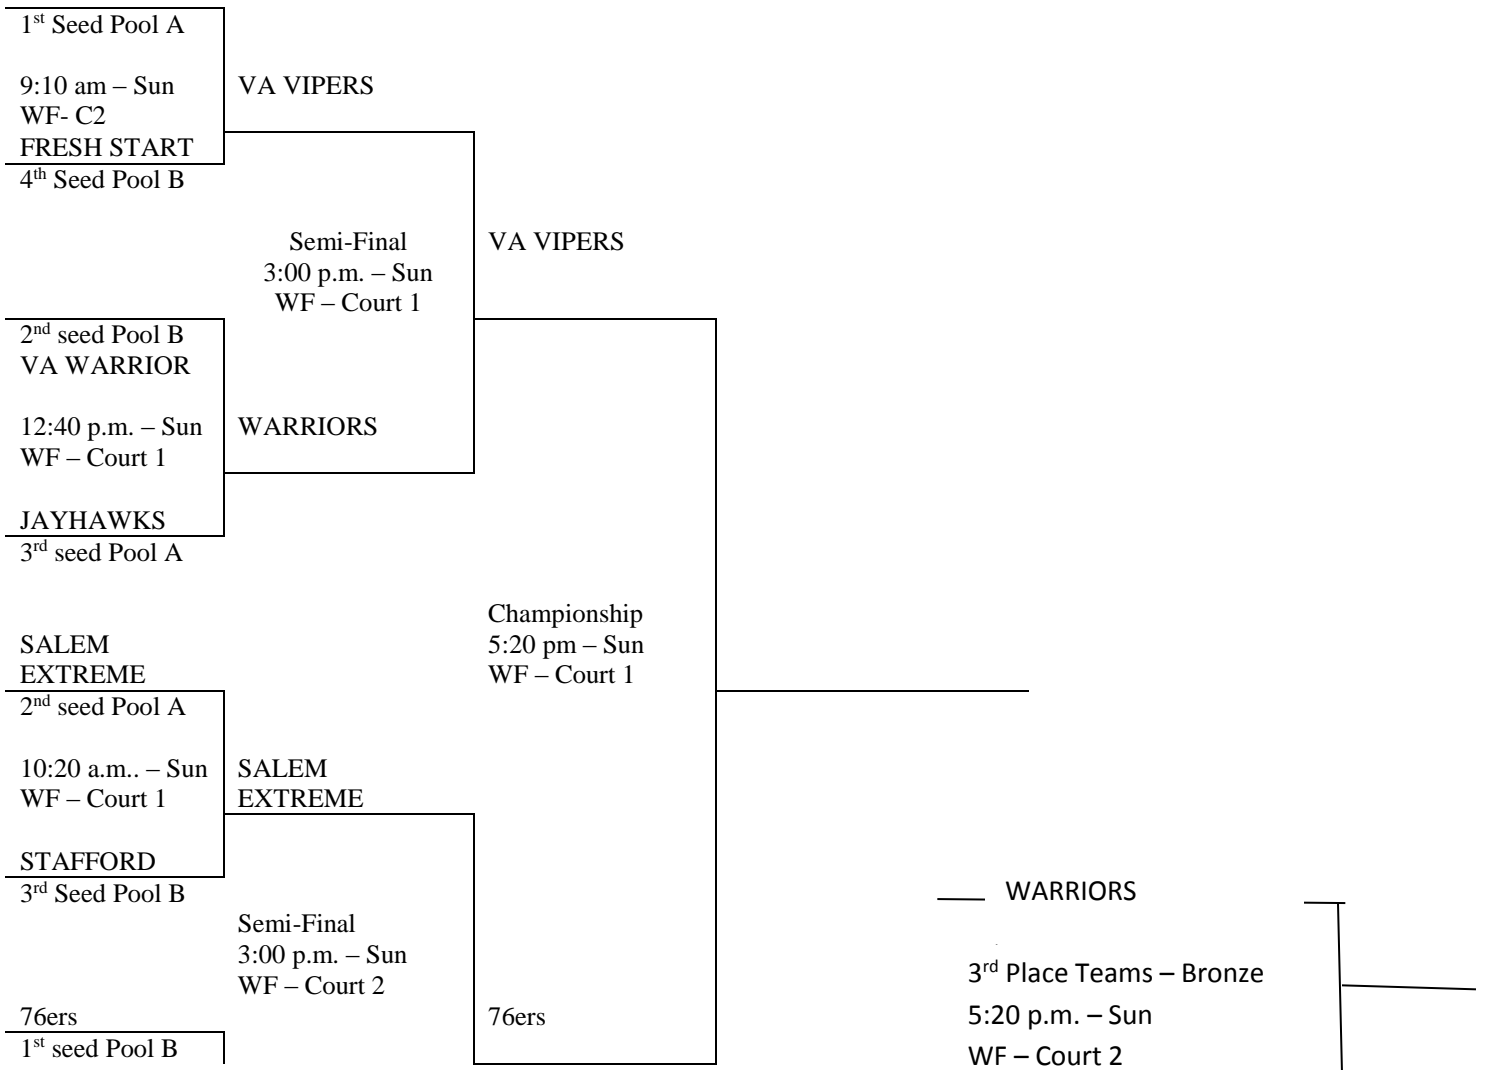 1st Seed Pool A
9:10 am – Sun
WF- C2
FRESH START
4th Seed Pool B
VA VIPERS
Semi-Final
3:00 p.m. – Sun
WF – Court 1
VA VIPERS
2nd seed Pool B
VA WARRIOR
12:40 p.m. – Sun
WF – Court 1
JAYHAWKS
3rd seed Pool A
WARRIORS
Championship
5:20 pm – Sun
WF – Court 1
SALEM
EXTREME
2nd seed Pool A
10:20 a.m.. – Sun
WF – Court 1
STAFFORD
3rd Seed Pool B
SALEM
EXTREME
Semi-Final
3:00 p.m. – Sun
WF – Court 2
76ers
1st seed Pool B
76ers
WARRIORS
3rd Place Teams – Bronze
5:20 p.m. – Sun
WF – Court 2